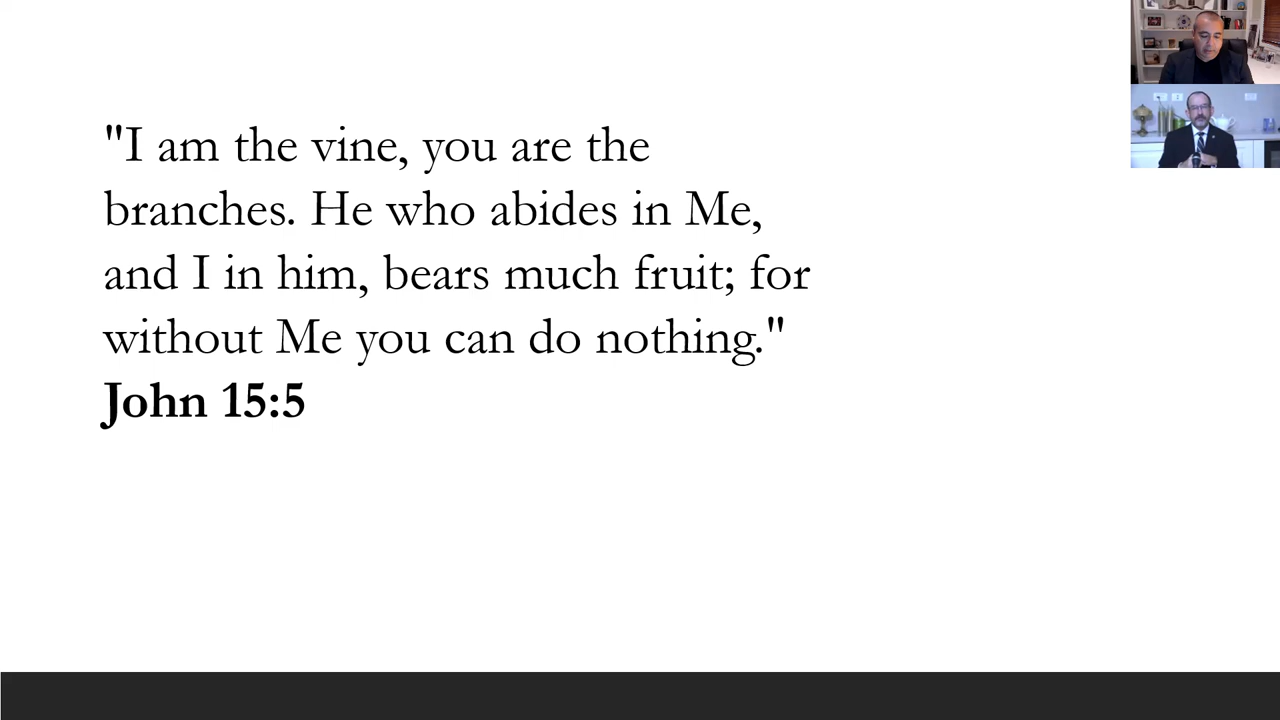 "I am the vine, you are the
branches. He who abides in Me,
and I in him, bears much fruit; for
without Me you can do nothing."
John 15:5